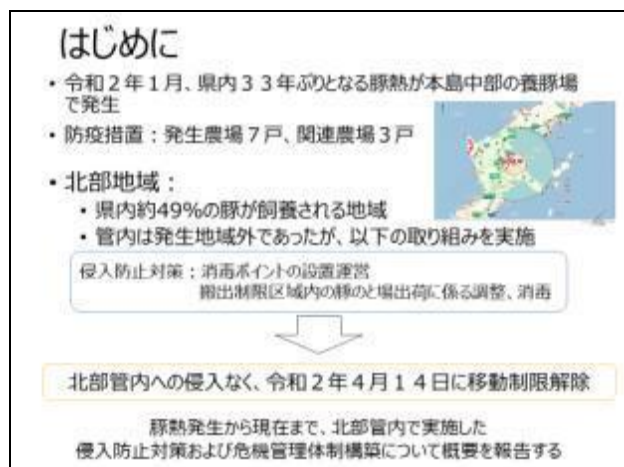 はじめに
・令和２年１月、県内３３年ぶりとなる豚熱が本島中部の養豚場
で発生
・防疫措置：発生農場７戸、関連農場３戸
・北部地域：
・県内約49%の豚が飼養される地域
・管内は発生地域外であったが、以下の取り組みを実施
侵入防止対策：消毒ポイントの設置運営
搬出制限区域内の豚のと場出荷に係る調整、消毒
北部管内への侵入なく、令和２年４月１４日に移動制限解除
豚熱発生から現在まで、北部管内で実施した
侵入防止対策および危機管理体制構築について概要を報告する